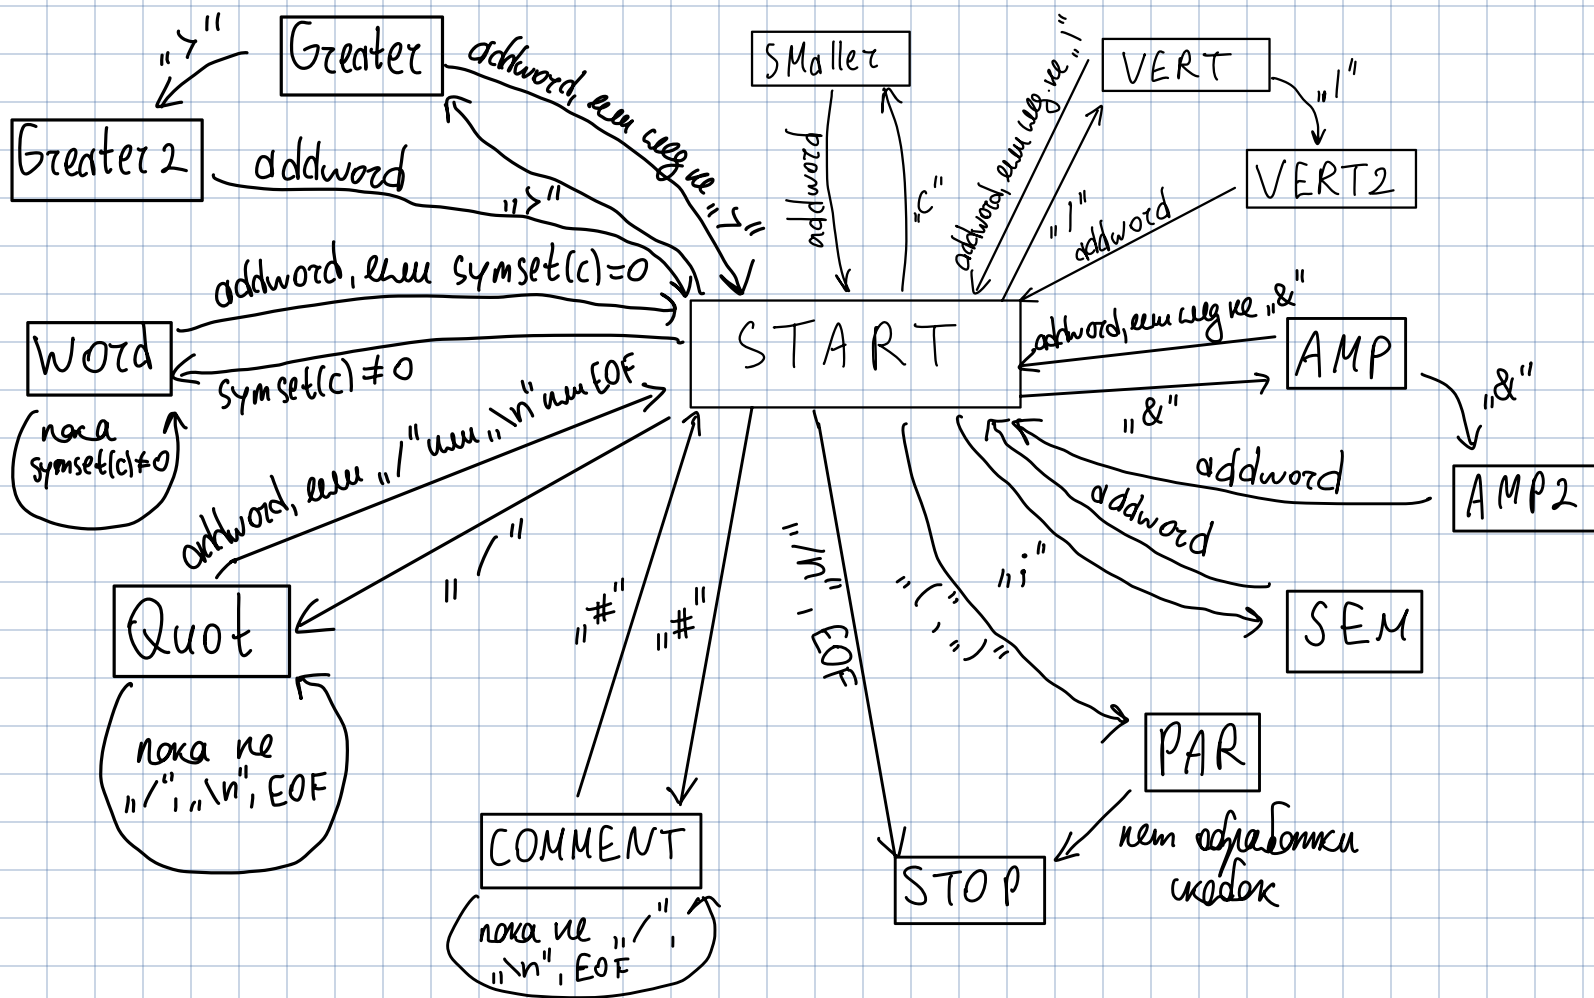 „>"
Greater
addword, если след не „>"
SMaller
addword
„<"
addword, если след. не „|"
„|"
VERT
„|"
VERT2
addword
Greater2
addword
„>"
addword, если symset(c)=0
Word
symset(c) ≠ 0
пока
symset(c)≠0
START
addword, если след не „&"
„&"
AMP
„&"
addword
AMP2
addword, если „/" или „\n" или EOF
„/"
Quot
пока не
„/", „\n", EOF
„#"
„#"
COMMENT
пока не „/",
„\n", EOF
"/n", EOF
"(", ")"
„;"
addword
SEM
PAR
нет обработки
скобок
STOP